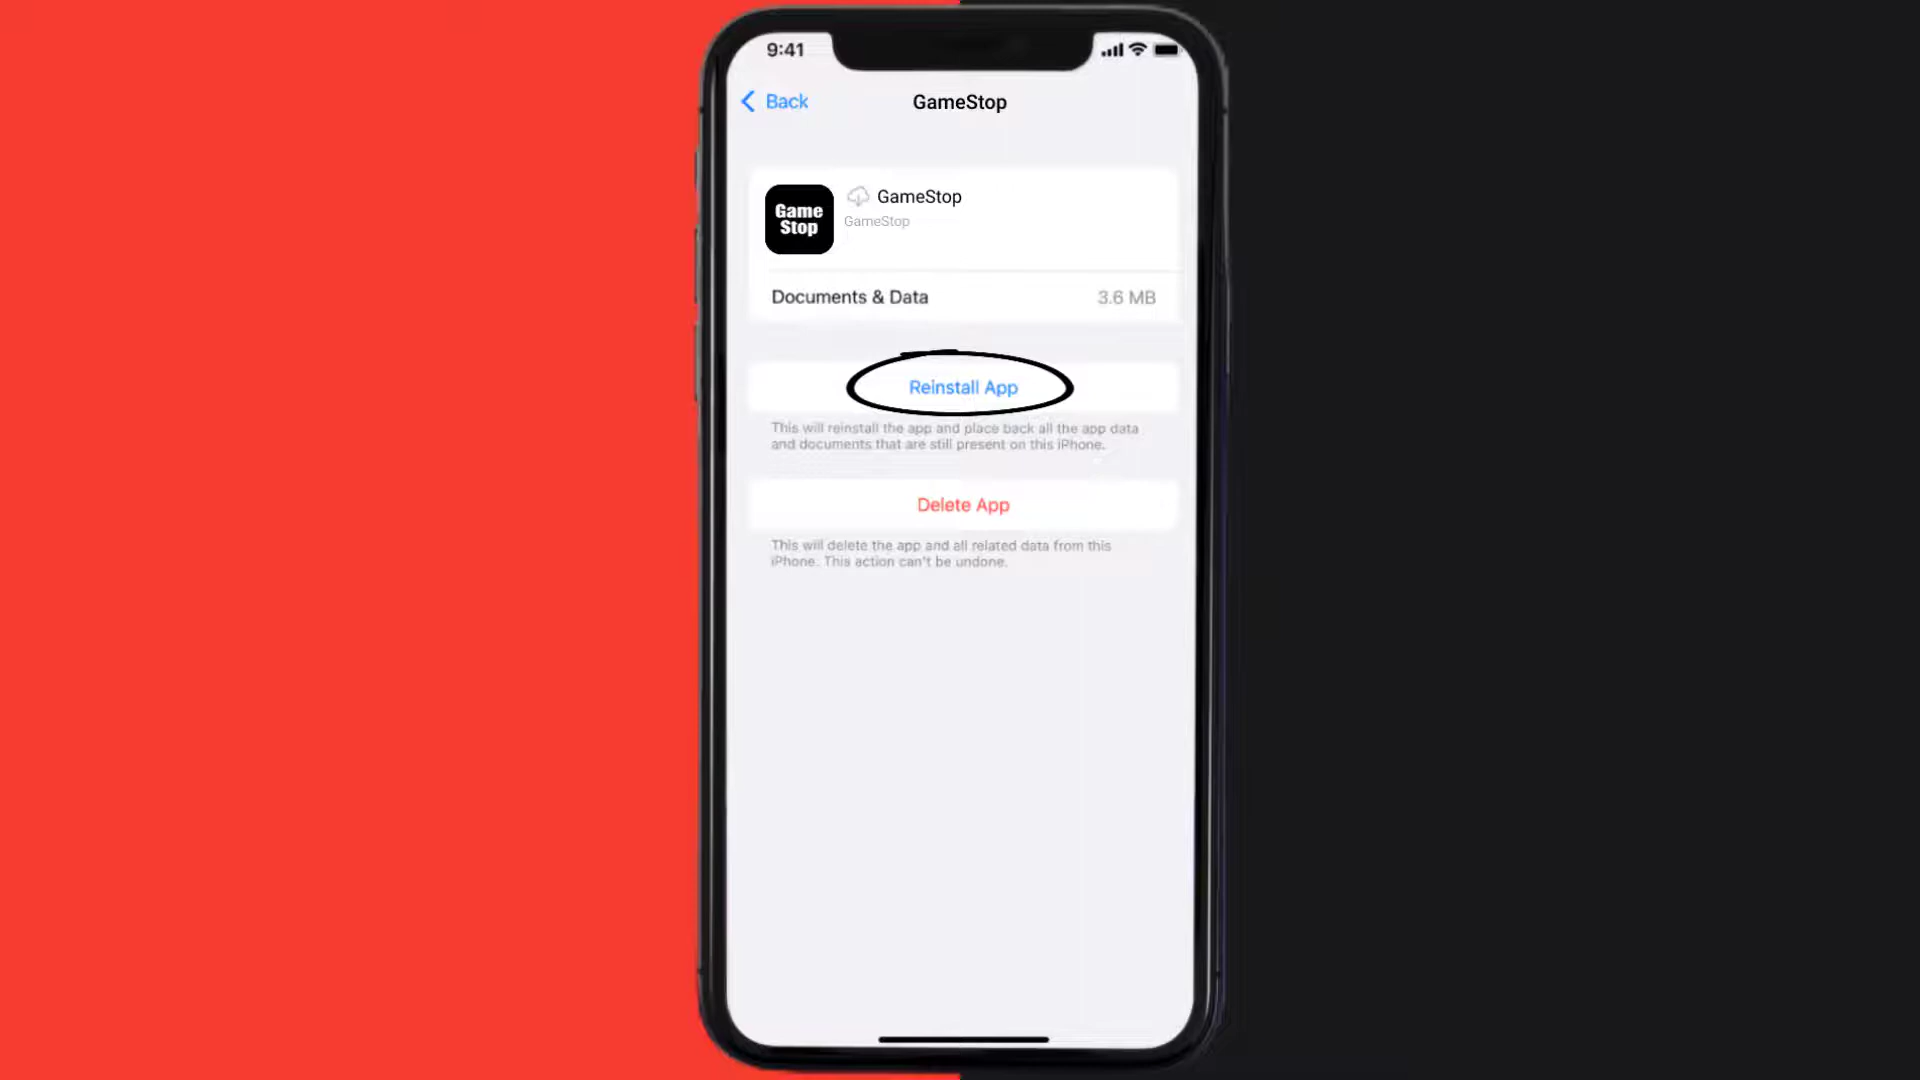 9:41
Back
GameStop
Game
Stop
GameStop
GameStop
Documents & Data 3.6 MB
Reinstall App
This will reinstall the app and place back all the app data
and documents that are still present on this iPhone.
Delete App
This will delete the app and all related data from this
iPhone. This action can't be undone.